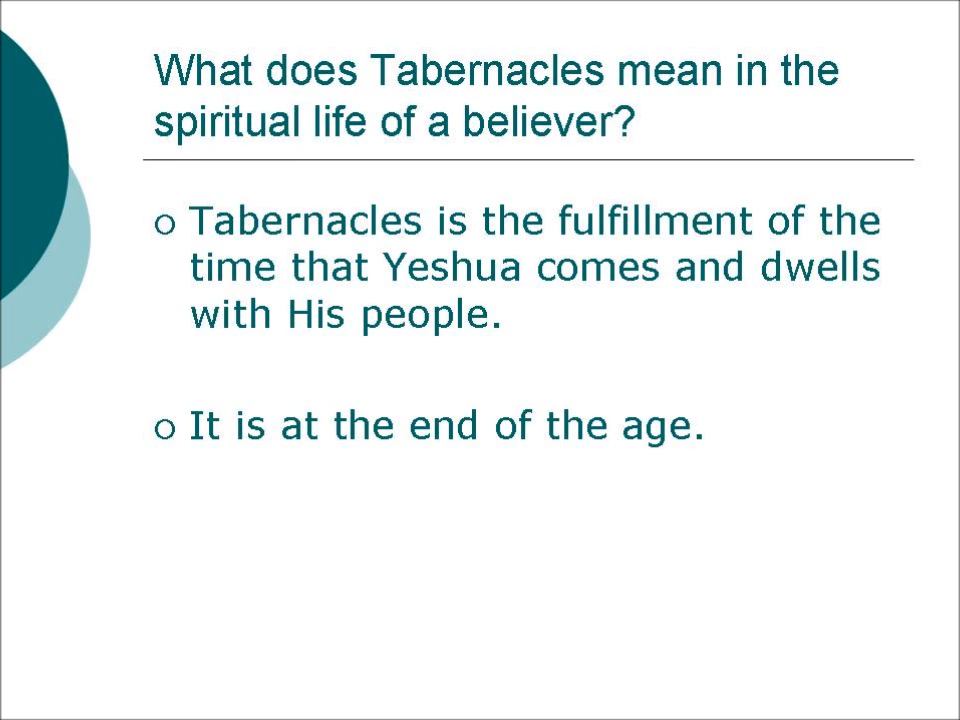 What does Tabernacles mean in the
spiritual life of a believer?
Tabernacles is the fulfillment of the
time that Yeshua comes and dwells
with His people.
It is at the end of the age.